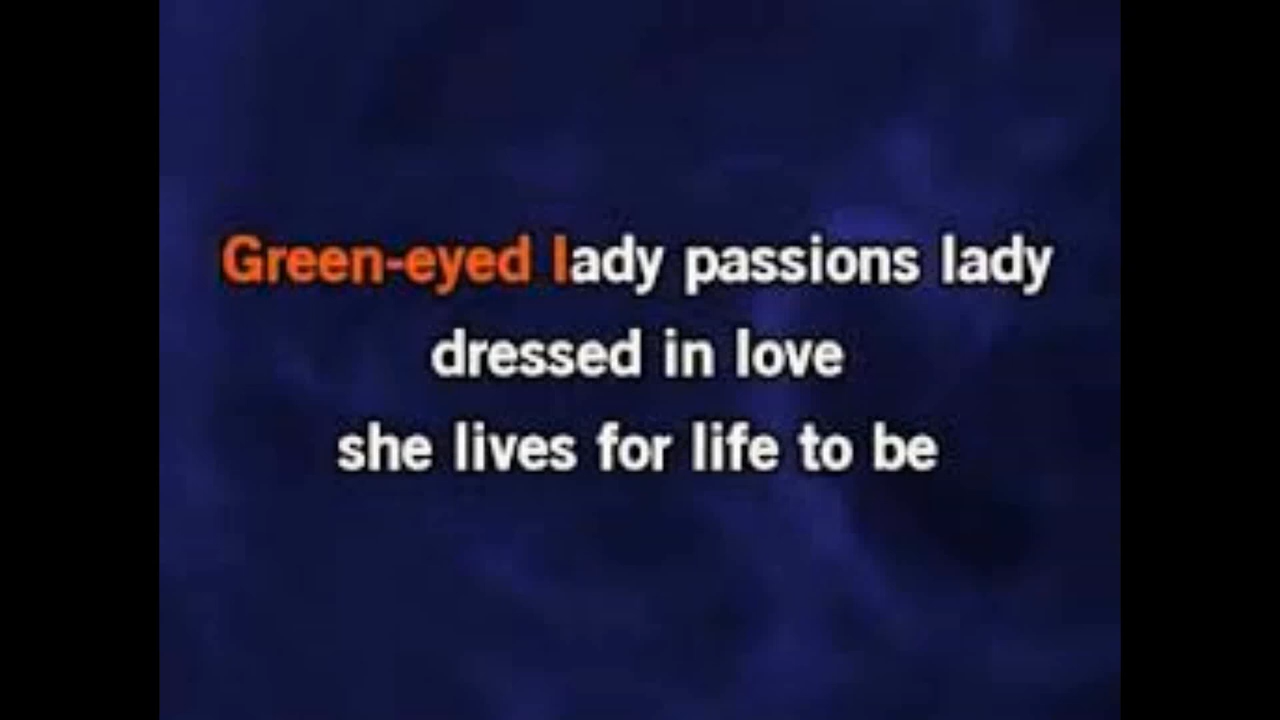 Green-eyed lady passions lady
dressed in love
she lives for life to be